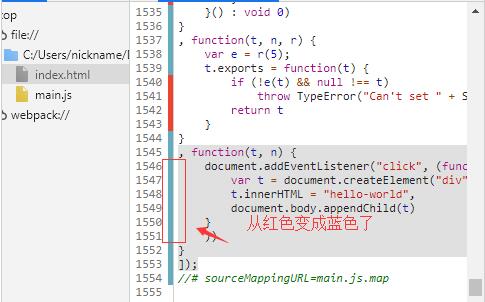 top
file://
C:/Users/nickname/
index.html
main.js
webpack://
1535 }() : void 0)
1536 }
1537 , function(t, n, r) {
1538 var e = r(5);
1539 t.exports = function(t) {
1540 if (!e(t) && null !== t)
1541 throw TypeError("Can't set " + S
1542 return t
1543 }
1544 }
1545 , function(t, n) {
1546 document.addEventListener("click", (func
1547 var t = document.createElement("div"
1548 t.innerHTML = "hello-world",
1549 document.body.appendChild(t)
1550 }
1551 ))
1552 }
1553 ]);
1554 //# sourceMappingURL=main.js.map
1555
从红色变成蓝色了